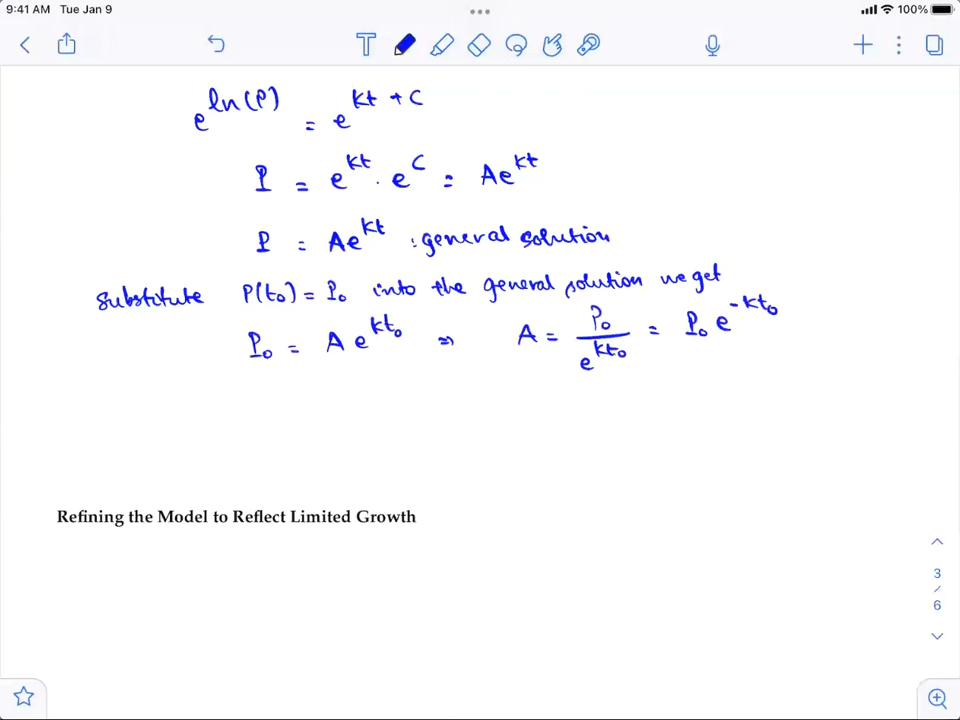 9:41 AM Tue Jan 9 100%
e^{ln(P)} = e^{kt + C}
P = e^{kt} · e^{C} = Ae^{kt}
P = Ae^{kt} : general solution
substitute P(t₀) = P₀ into the general solution we get
P₀ = A e^{kt₀} ⇒ A = P₀ / e^{kt₀} = P₀ e^{-kt₀}
Refining the Model to Reflect Limited Growth
3
/
6